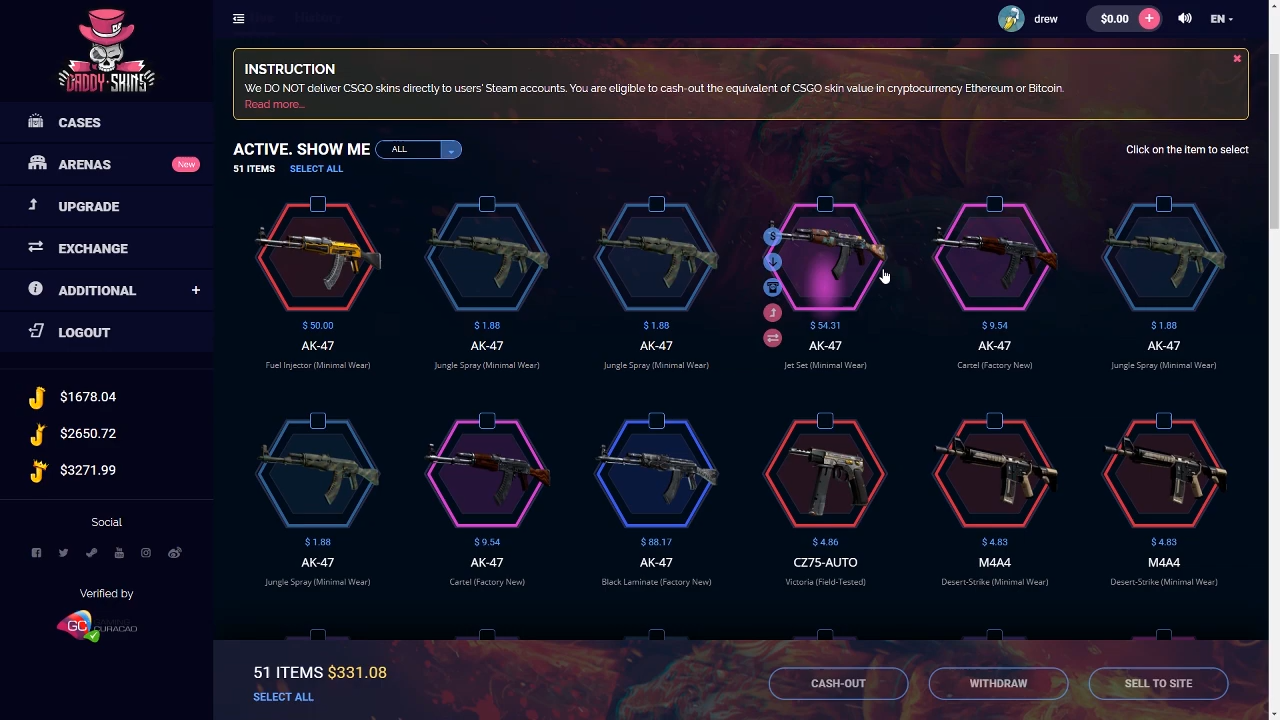 drew
$0.00
+
EN
DADDY SKINS
INSTRUCTION
We DO NOT deliver CSGO skins directly to users' Steam accounts. You are eligible to cash-out the equivalent of CSGO skin value in cryptocurrency Ethereum or Bitcoin.
Read more...
CASES
ARENAS New
UPGRADE
EXCHANGE
ADDITIONAL +
LOGOUT
$1678.04
$2650.72
$3271.99
Social
Verified by
GC
CURACAO
ACTIVE. SHOW ME ALL
Click on the item to select
51 ITEMS SELECT ALL
$ 50.00
AK-47
Fuel Injector (Minimal Wear)
$ 1.88
AK-47
Jungle Spray (Minimal Wear)
$ 1.88
AK-47
Jungle Spray (Minimal Wear)
$ 54.31
AK-47
Jet Set (Minimal Wear)
$ 9.54
AK-47
Cartel (Factory New)
$ 1.88
AK-47
Jungle Spray (Minimal Wear)
$ 1.88
AK-47
Jungle Spray (Minimal Wear)
$ 9.54
AK-47
Cartel (Factory New)
$ 88.17
AK-47
Black Laminate (Factory New)
$ 4.86
CZ75-AUTO
Victoria (Field-Tested)
$ 4.83
M4A4
Desert-Strike (Minimal Wear)
$ 4.83
M4A4
Desert-Strike (Minimal Wear)
51 ITEMS $331.08
SELECT ALL
CASH-OUT
WITHDRAW
SELL TO SITE